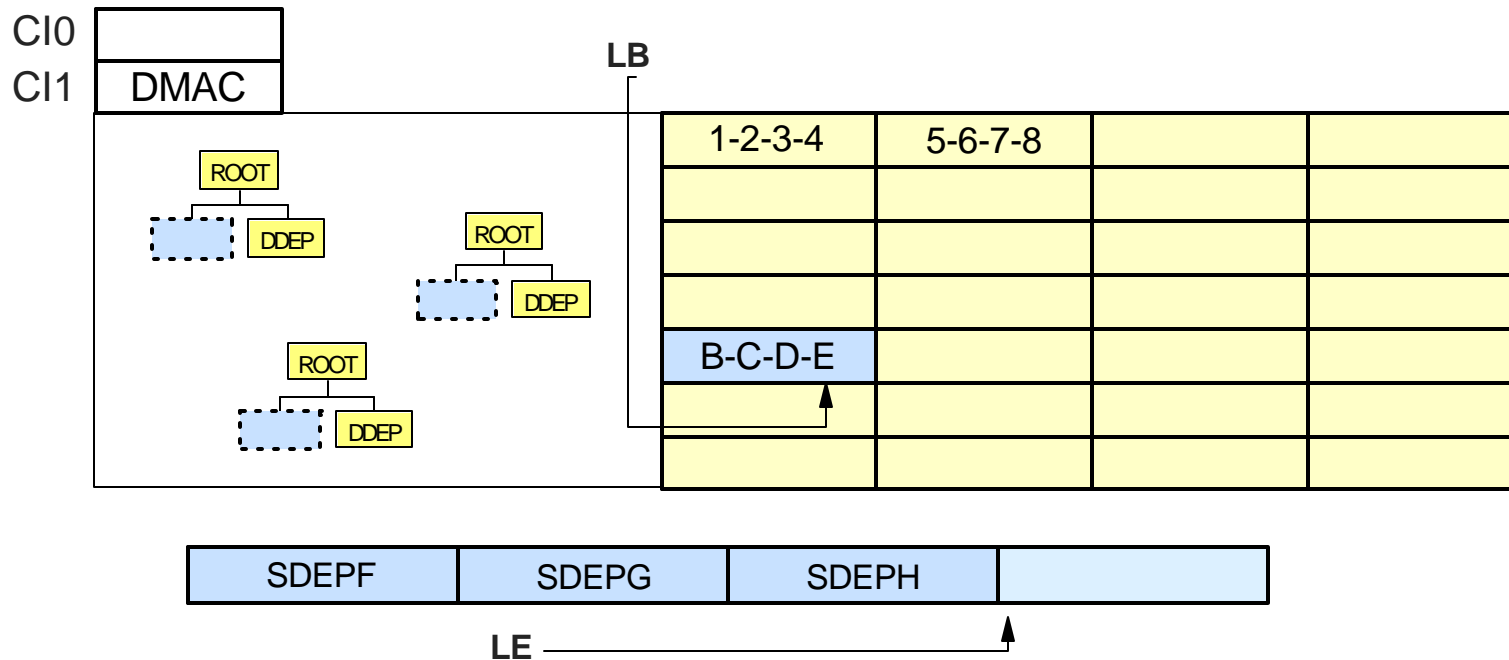 CI0
CI1
DMAC
LB
1-2-3-4
5-6-7-8
ROOT
DDEP
ROOT
DDEP
ROOT
DDEP
B-C-D-E
SDEPF
SDEPG
SDEPH
LE